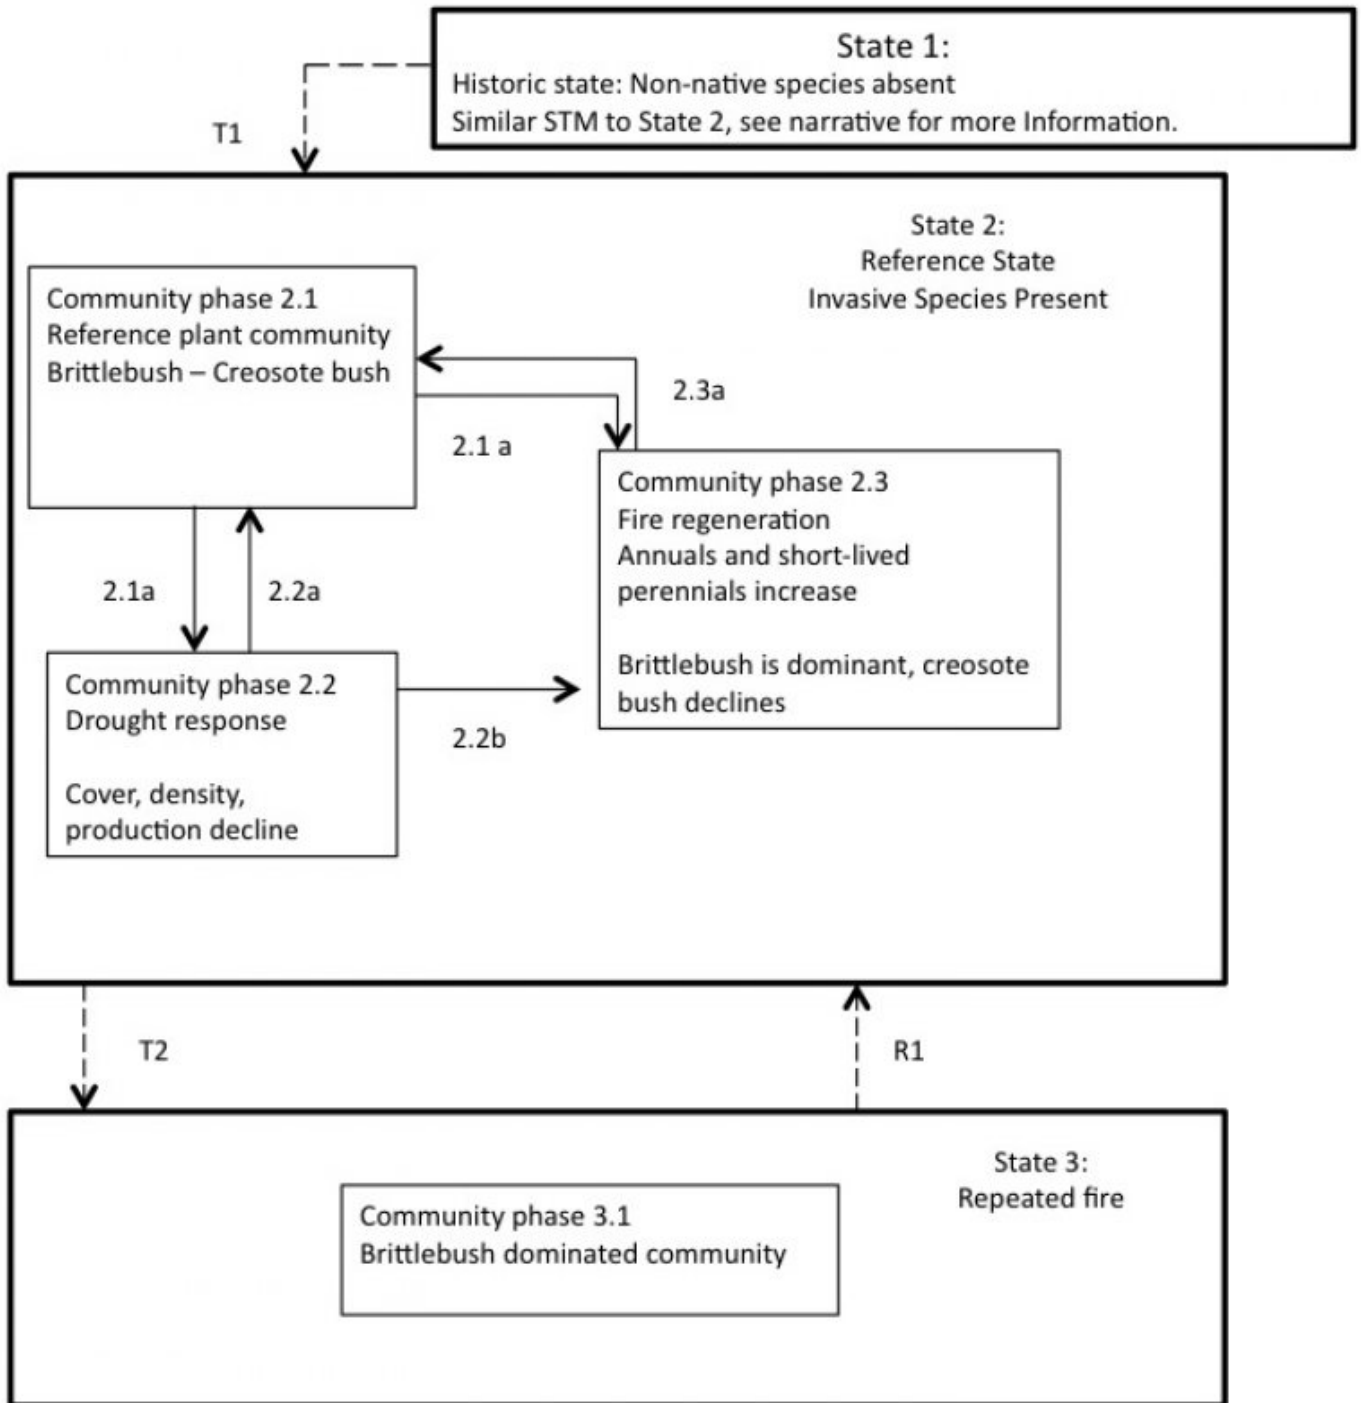 State 1:
Historic state: Non-native species absent
Similar STM to State 2, see narrative for more Information.
T1
State 2:
Reference State
Invasive Species Present
Community phase 2.1
Reference plant community
Brittlebush – Creosote bush
2.3a
2.1 a
Community phase 2.3
Fire regeneration
Annuals and short-lived
perennials increase
Brittlebush is dominant, creosote
bush declines
2.1a
2.2a
Community phase 2.2
Drought response
Cover, density,
production decline
2.2b
T2
R1
State 3:
Repeated fire
Community phase 3.1
Brittlebush dominated community